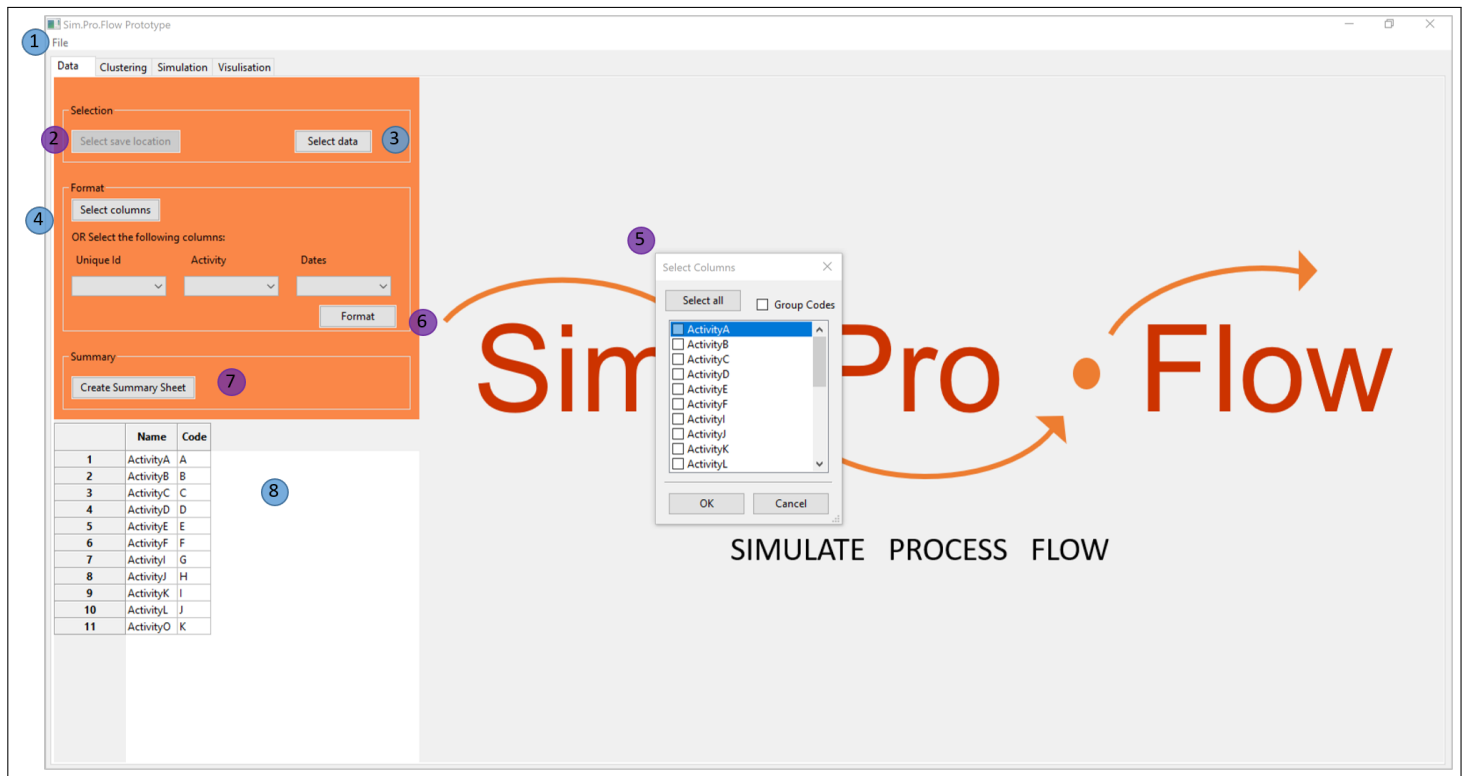 Sim.Pro.Flow Prototype
1
File
Data Clustering Simulation Visulisation
Selection
2 Select save location Select data 3
Format
4 Select columns
OR Select the following columns:
Unique Id Activity Dates
Format 6
Summary
Create Summary Sheet 7
Name Code
1 ActivityA A
2 ActivityB B
3 ActivityC C
4 ActivityD D
5 ActivityE E
6 ActivityF F
7 ActivityI G
8 ActivityJ H
9 ActivityK I
10 ActivityL J
11 ActivityO K
8
5
Select Columns
Select all Group Codes
ActivityA
ActivityB
ActivityC
ActivityD
ActivityE
ActivityF
ActivityI
ActivityJ
ActivityK
ActivityL
OK Cancel
Sim Pro • Flow
SIMULATE PROCESS FLOW